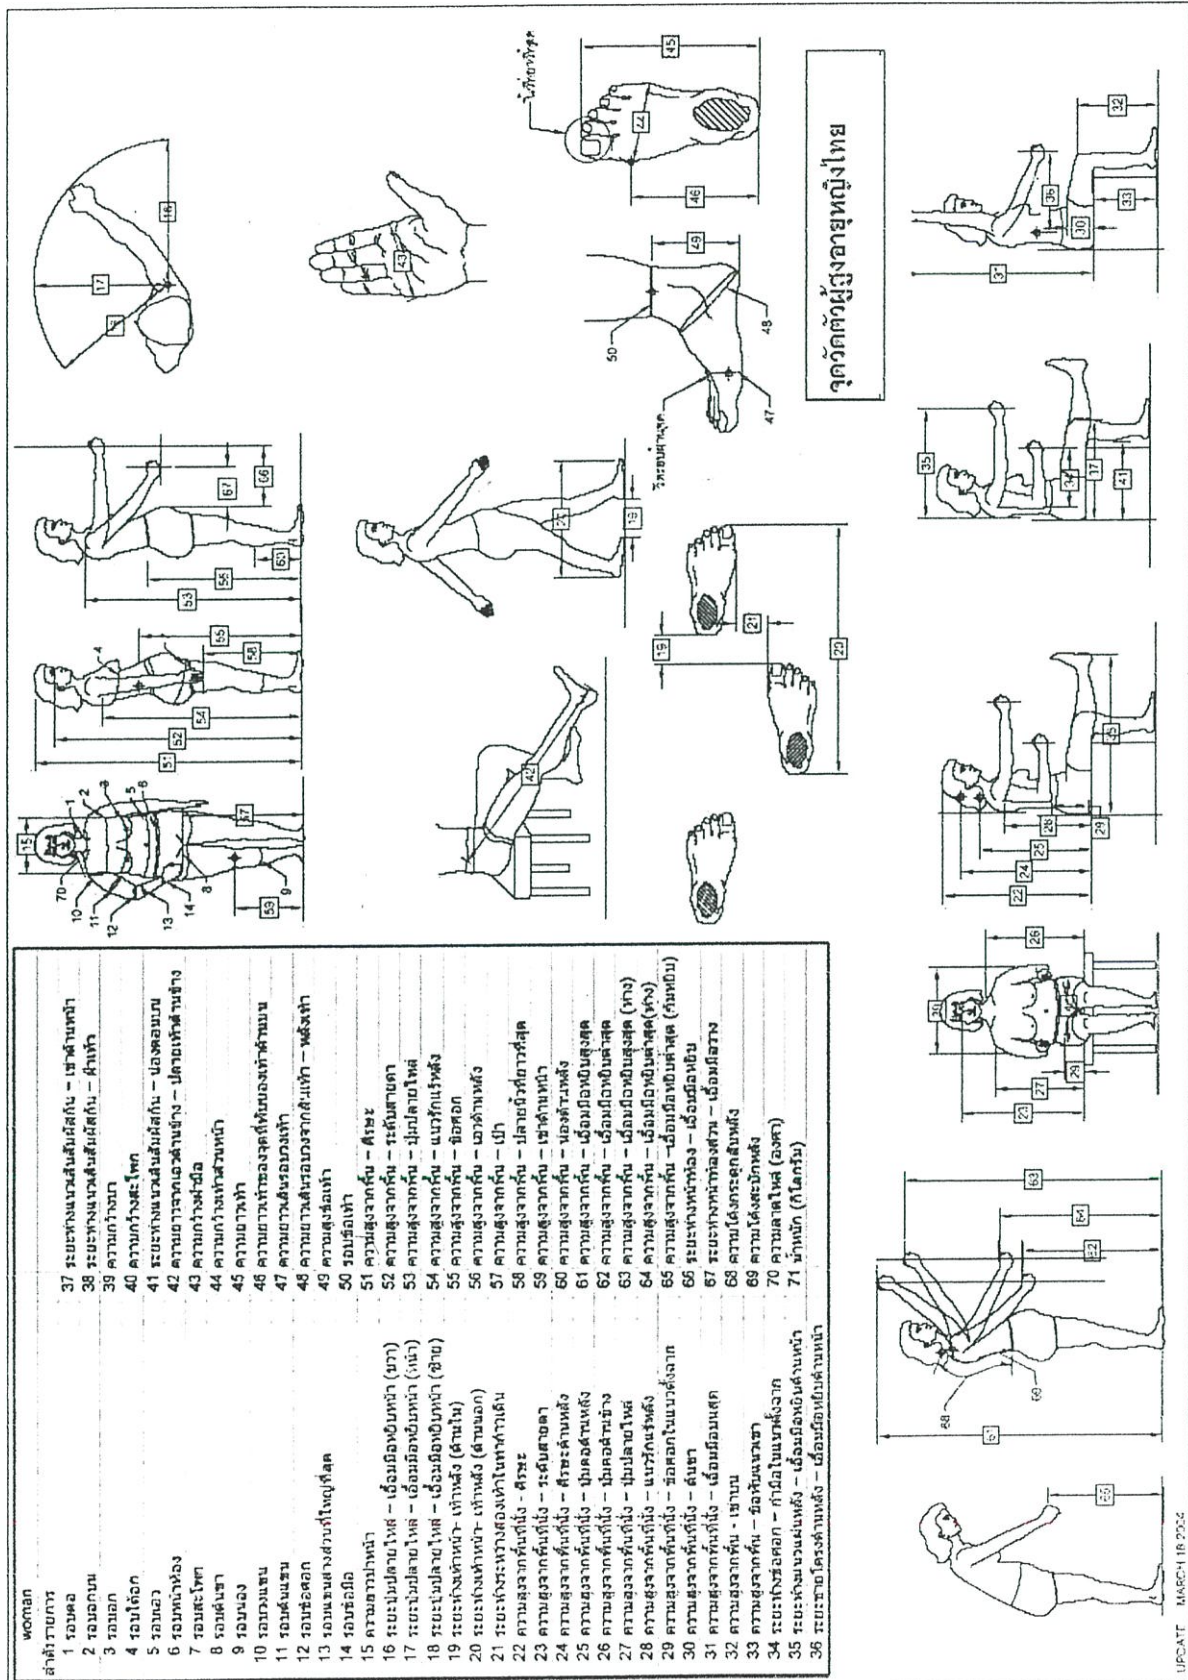 woman
ลำดับรายการ
1 รอบคอ
2 รอบอกบน
3 รอบอก
4 รอบใต้อก
5 รอบเอว
6 รอบหน้าท้อง
7 รอบสะโพก
8 รอบต้นขา
9 รอบน่อง
10 รอบวงแขน
11 รอบต้นแขน
12 รอบข้อศอก
13 รอบแขนล่างส่วนที่ใหญ่ที่สุด
14 รอบข้อมือ
15 ความยาวบ่าหน้า
16 ระยะปุ่มปลายไหล่ – เอื้อมมือหยิบหน้า (ขวา)
17 ระยะปุ่มปลายไหล่ – เอื้อมมือหยิบหน้า (หน้า)
18 ระยะปุ่มปลายไหล่ – เอื้อมมือหยิบหน้า (ซ้าย)
19 ระยะห่างเท้าหน้า- เท้าหลัง (ด้านใน)
20 ระยะห่างเท้าหน้า- เท้าหลัง (ด้านนอก)
21 ระยะห่างระหว่างสองเท้าในท่าก้าวเดิน
22 ความสูงจากพื้นที่นั่ง - ศีรษะ
23 ความสูงจากพื้นที่นั่ง – ระดับสายตา
24 ความสูงจากพื้นที่นั่ง – ศีรษะด้านหลัง
25 ความสูงจากพื้นที่นั่ง – ปุ่มคอด้านหลัง
26 ความสูงจากพื้นที่นั่ง – ปุ่มคอด้านข้าง
27 ความสูงจากพื้นที่นั่ง – ปุ่มปลายไหล่
28 ความสูงจากพื้นที่นั่ง – แนวรักแร้หลัง
29 ความสูงจากพื้นที่นั่ง – ข้อศอกในแนวตั้งฉาก
30 ความสูงจากพื้นที่นั่ง – ต้นขา
31 ความสูงจากพื้นที่นั่ง – เอื้อมมือบนสุด
32 ความสูงจากพื้น - เข่าบน
33 ความสูงจากพื้น – ข้อพับแนวเขา
34 ระยะห่างข้อศอก – กำมือในแนวตั้งฉาก
35 ระยะห่างแนวแผ่นหลัง – เอื้อมมือหยิบด้านหน้า
36 ระยะชายโครงด้านหลัง – เอื้อมมือหยิบด้านหน้า
37 ระยะห่างแนวเส้นสัมผัสก้น – เข่าด้านหน้า
38 ระยะห่างแนวเส้นสัมผัสก้น – ฝ่าเท้า
39 ความกว้างบ่า
40 ความกว้างสะโพก
41 ระยะห่างแนวเส้นสัมผัสก้น – น่องตอนบน
42 ความยาวจากเอวด้านข้าง – ปลายเท้าด้านข้าง
43 ความกว้างฝ่ามือ
44 ความกว้างเท้าส่วนหน้า
45 ความยาวเท้า
46 ความยาวเท้าของจุดที่พับของเท้าด้านบน
47 ความยาวเส้นรอบวงเท้า
48 ความยาวเส้นรอบวงจากส้นเท้า – หลังเท้า
49 ความสูงข้อเท้า
50 รอบข้อเท้า
51 ความสูงจากพื้น – ศีรษะ
52 ความสูงจากพื้น – ระดับสายตา
53 ความสูงจากพื้น – ปุ่มปลายไหล่
54 ความสูงจากพื้น – แนวรักแร้หลัง
55 ความสูงจากพื้น – ข้อศอก
56 ความสูงจากพื้น – เอวด้านหลัง
57 ความสูงจากพื้น – เป้า
58 ความสูงจากพื้น – ปลายนิ้วที่ยาวที่สุด
59 ความสูงจากพื้น – เข่าด้านหน้า
60 ความสูงจากพื้น – น่องด้านหลัง
61 ความสูงจากพื้น – เอื้อมมือหยิบสูงสุด
62 ความสูงจากพื้น – เอื้อมมือหยิบต่ำสุด
63 ความสูงจากพื้น – เอื้อมมือหยิบสูงสุด (ห่าง)
64 ความสูงจากพื้น – เอื้อมมือหยิบต่ำสุด(ห่าง)
65 ความสูงจากพื้น –เอื้อมมือหยิบต่ำสุด (ก้มหยิบ)
66 ระยะห่างหน้าท้อง – เอื้อมมือหยิบ
67 ระยะห่างหน้าท้องส่วน – เอื้อมมือวาง
68 ความโค้งกระดูกสันหลัง
69 ความโค้งสะบักหลัง
70 ความลาดไหล่ (องศา)
71 น้ำหนัก (กิโลกรัม)
จุดวัดตัวผู้สูงอายุหญิงไทย
นิ้วที่ยาวที่สุด
วัดรอบผ่านจุด
UPDATE MARCH 18 2004